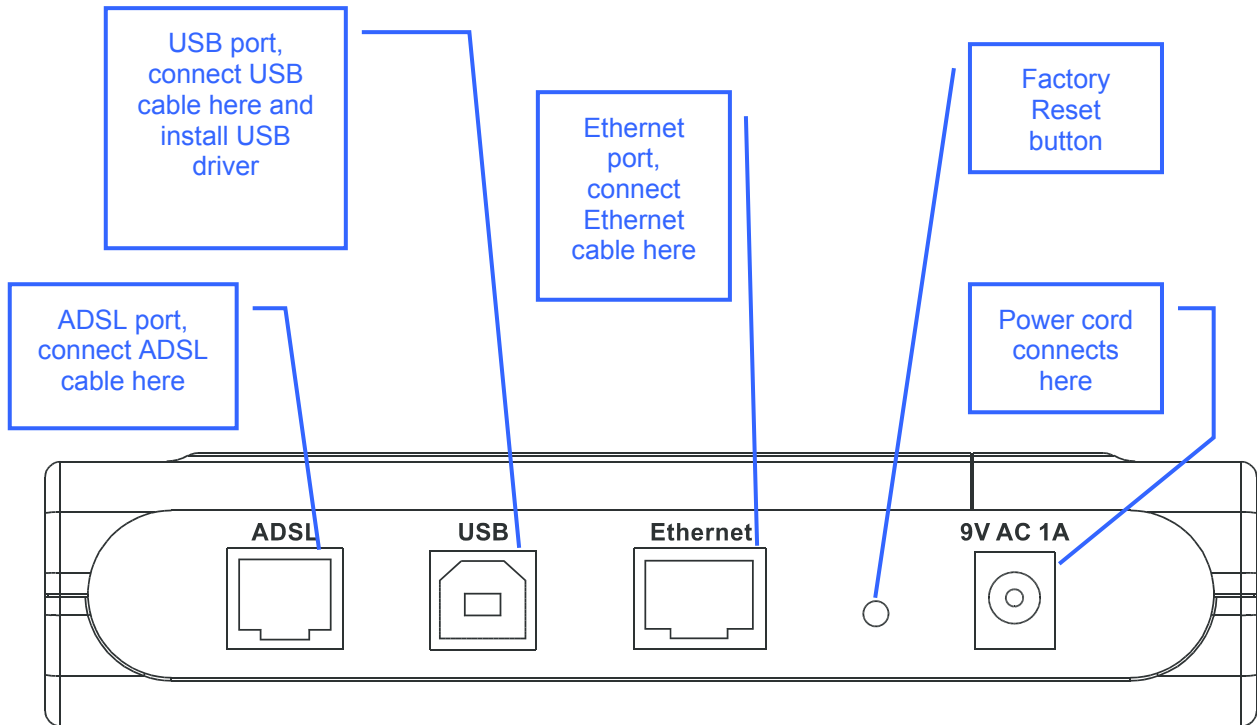 USB port,
connect USB
cable here and
install USB
driver
Ethernet
port,
connect
Ethernet
cable here
Factory
Reset
button
ADSL port,
connect ADSL
cable here
Power cord
connects
here
ADSL
USB
Ethernet
9V AC 1A